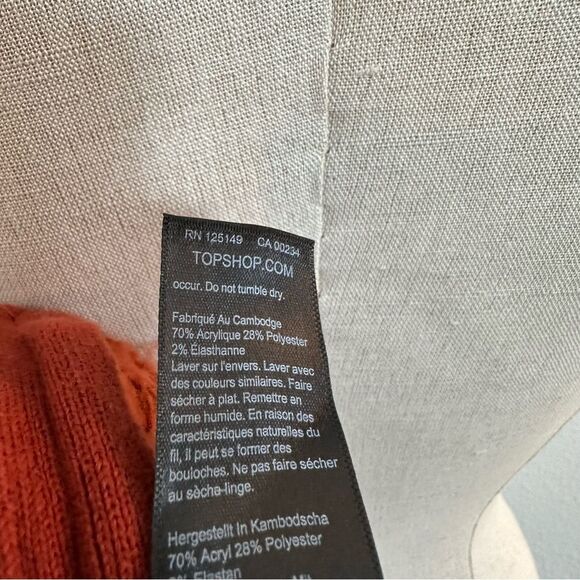 RN 125149 CA 00234
TOPSHOP.COM
occur. Do not tumble dry.
Fabriqué Au Cambodge
70% Acrylique 28% Polyester
2% Élasthanne
Laver sur l'envers. Laver avec
des couleurs similaires. Faire
sécher à plat. Remettre en
forme humide. En raison des
caractéristiques naturelles du
fil, il peut se former des
bouloches. Ne pas faire sécher
au sèche-linge.
Hergestellt In Kambodscha
70% Acryl 28% Polyester
Elastan